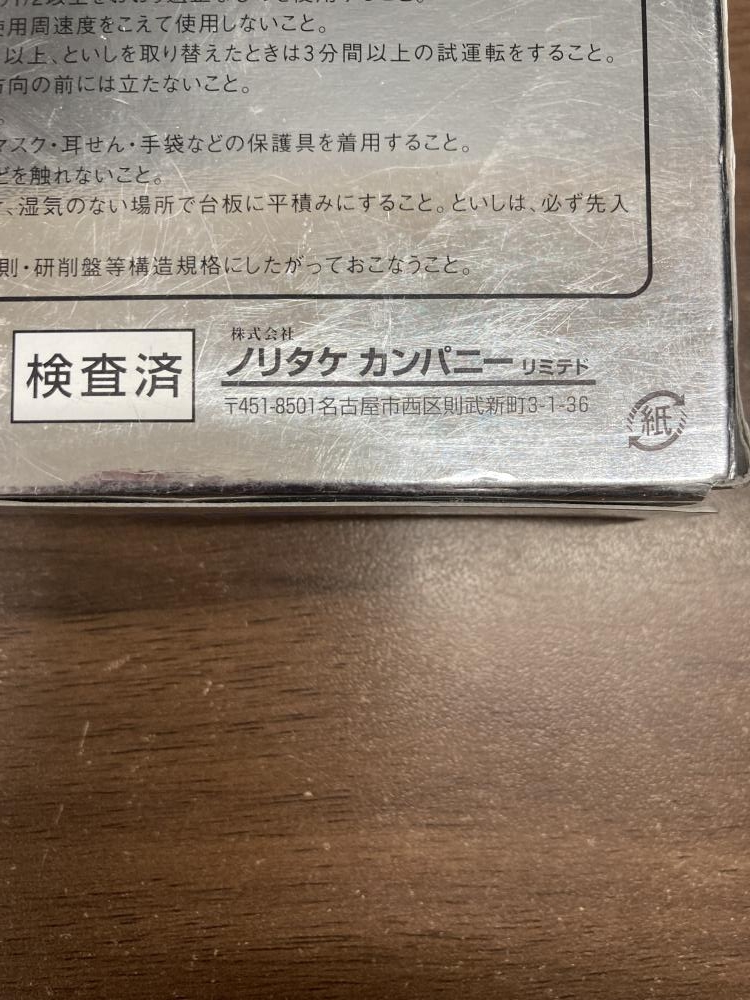 使用周速度をこえて使用しないこと。
以上、といしを取り替えたときは3分間以上の試運転をすること。
方向の前には立たないこと。
。
マスク・耳せん・手袋などの保護具を着用すること。
どを触れないこと。
、湿気のない場所で台板に平積みにすること。といしは、必ず先入
則・研削盤等構造規格にしたがっておこなうこと。
検査済
株式会社
ノリタケ カンパニー リミテド
〒451-8501名古屋市西区則武新町3-1-36
紙